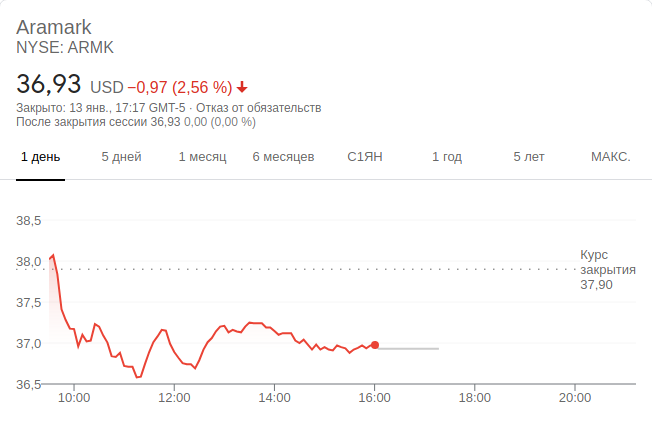 Aramark
NYSE: ARMK
36,93 USD −0,97 (2,56 %)
Закрыто: 13 янв., 17:17 GMT-5 · Отказ от обязательств
После закрытия сессии 36,93 0,00 (0,00 %)
1 день 5 дней 1 месяц 6 месяцев С1ЯН 1 год 5 лет МАКС.
38,5
38,0
37,5
37,0
36,5
Курс
закрытия
37,90
10:00 12:00 14:00 16:00 18:00 20:00